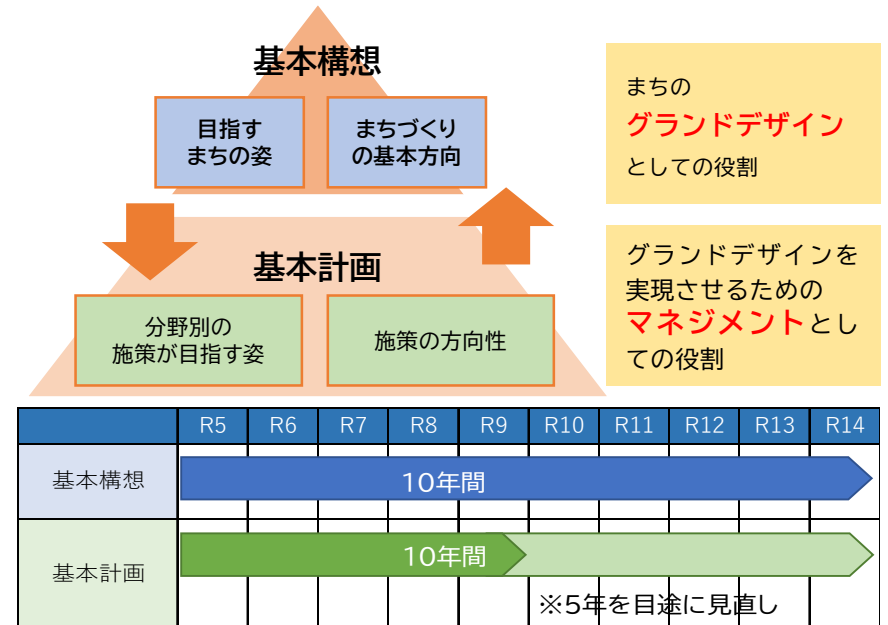 基本構想
目指す
まちの姿
まちづくり
の基本方向
まちの
グランドデザイン
としての役割
基本計画
分野別の
施策が目指す姿
施策の方向性
グランドデザインを
実現させるための
マネジメントとし
ての役割
R5 R6 R7 R8 R9 R10 R11 R12 R13 R14
基本構想 10年間
基本計画 10年間
※5年を目途に見直し